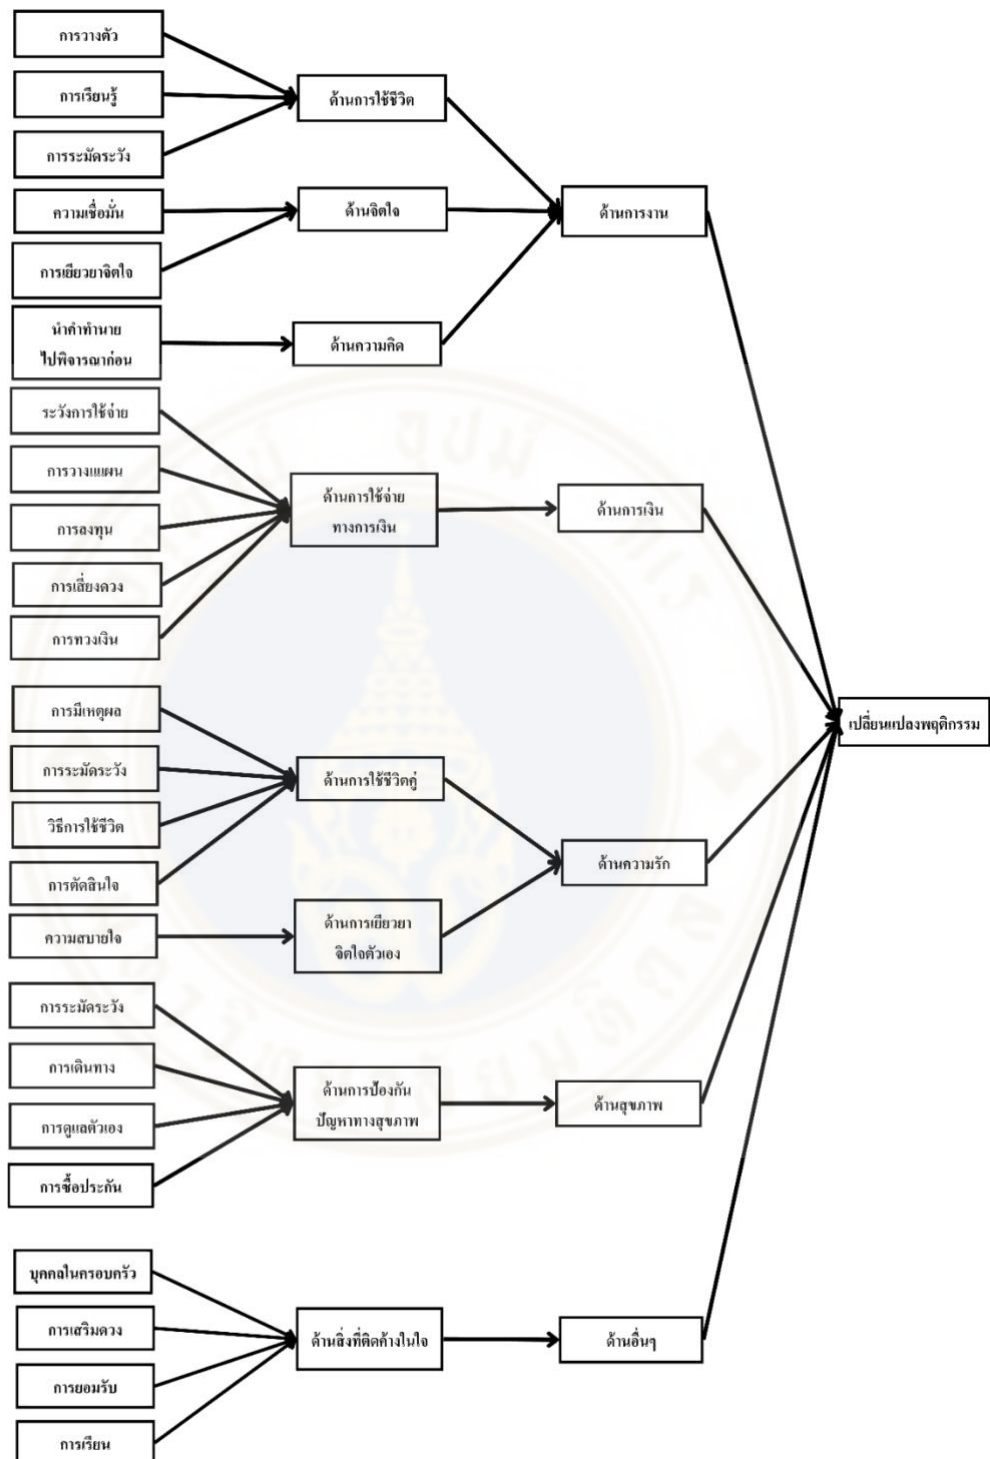 การวางตัว
การเรียนรู้
การระมัดระวัง
ความเชื่อมั่น
การเยียวยาจิตใจ
นำคำทำนาย
ไปพิจารณาก่อน
ระวังการใช้จ่าย
การวางแผน
การลงทุน
การเสี่ยงดวง
การทวงเงิน
การมีเหตุผล
การระมัดระวัง
วิธีการใช้ชีวิต
การตัดสินใจ
ความสบายใจ
การระมัดระวัง
การเดินทาง
การดูแลตัวเอง
การซื้อประกัน
บุคคลในครอบครัว
การเสริมดวง
การยอมรับ
การเรียน
ด้านการใช้ชีวิต
ด้านจิตใจ
ด้านความคิด
ด้านการใช้จ่าย
ทางการเงิน
ด้านการใช้ชีวิตคู่
ด้านการเยียวยา
จิตใจตัวเอง
ด้านการป้องกัน
ปัญหาทางสุขภาพ
ด้านสิ่งที่ติดค้างในใจ
ด้านการงาน
ด้านการเงิน
ด้านความรัก
ด้านสุขภาพ
ด้านอื่นๆ
เปลี่ยนแปลงพฤติกรรม